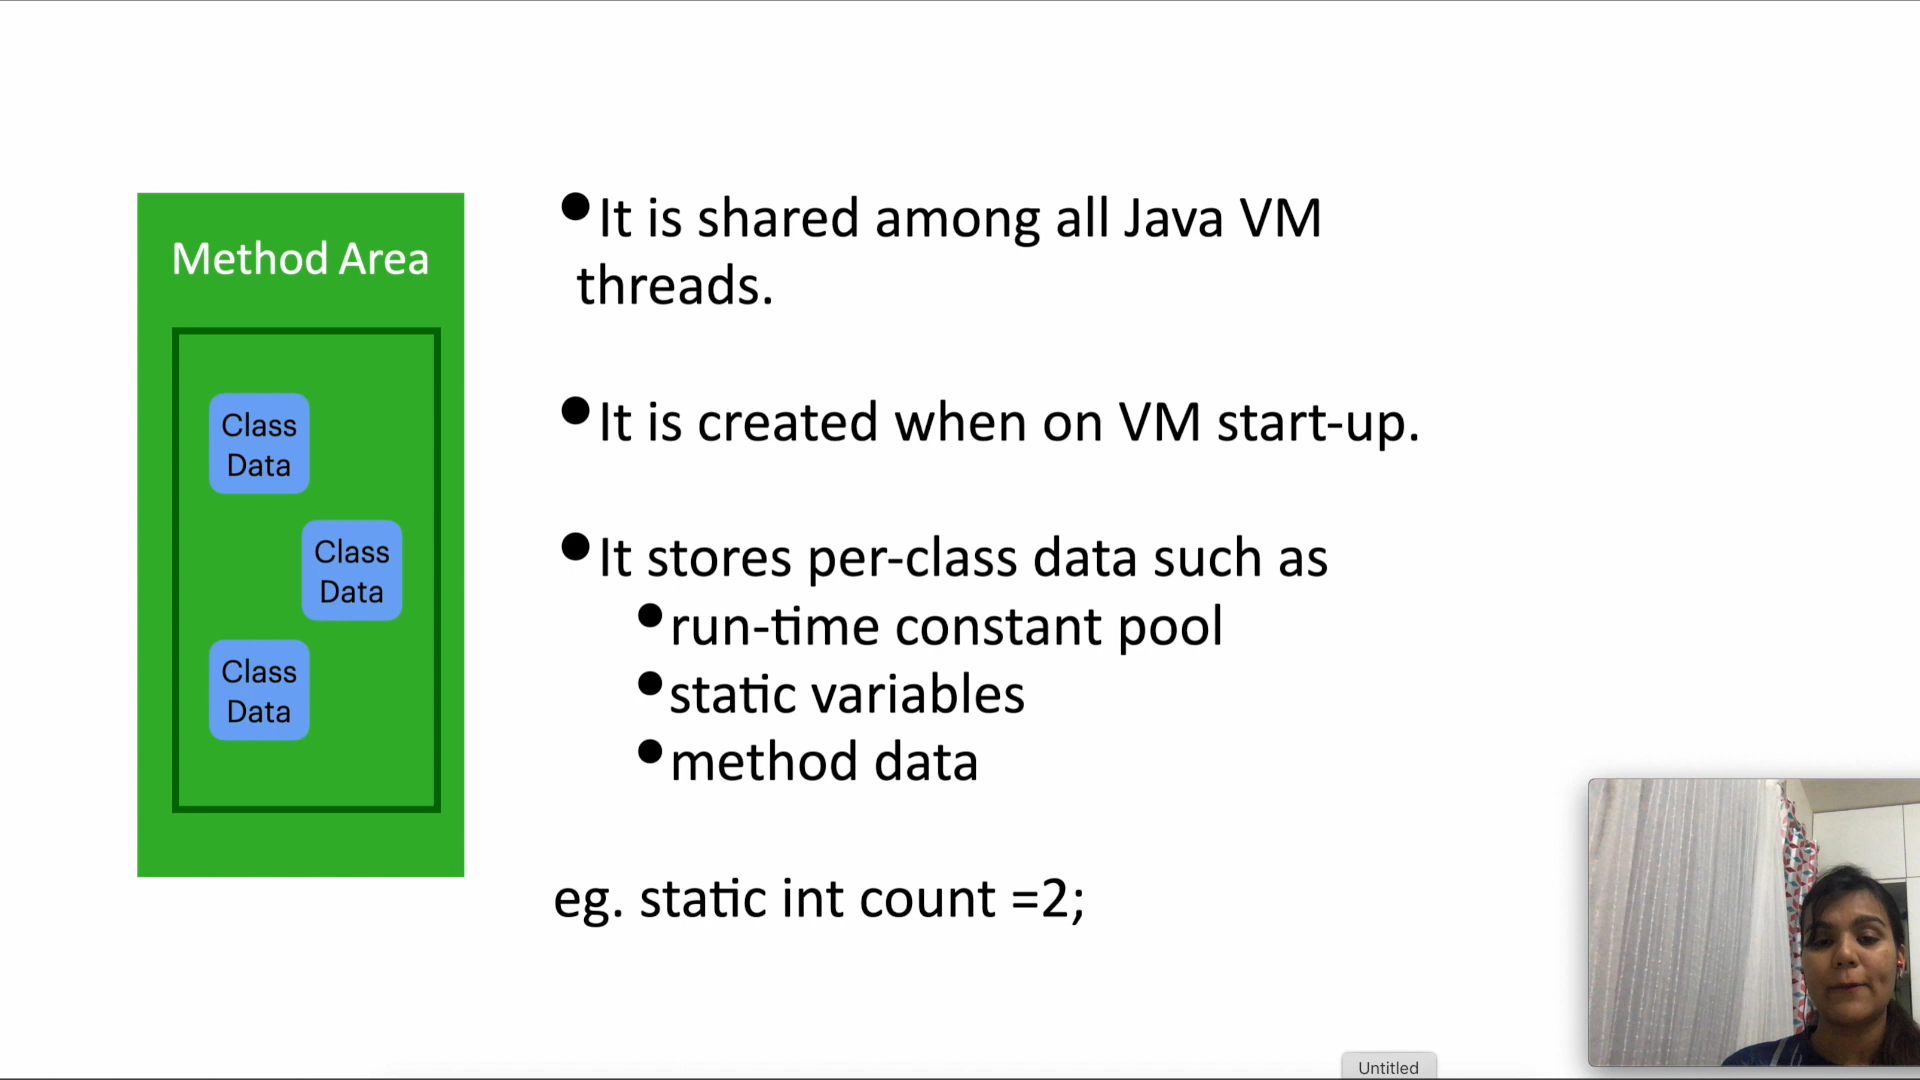 Method Area
Class
Data
Class
Data
Class
Data
•It is shared among all Java VM
threads.
•It is created when on VM start-up.
•It stores per-class data such as
•run-time constant pool
•static variables
•method data
eg. static int count =2;
Untitled